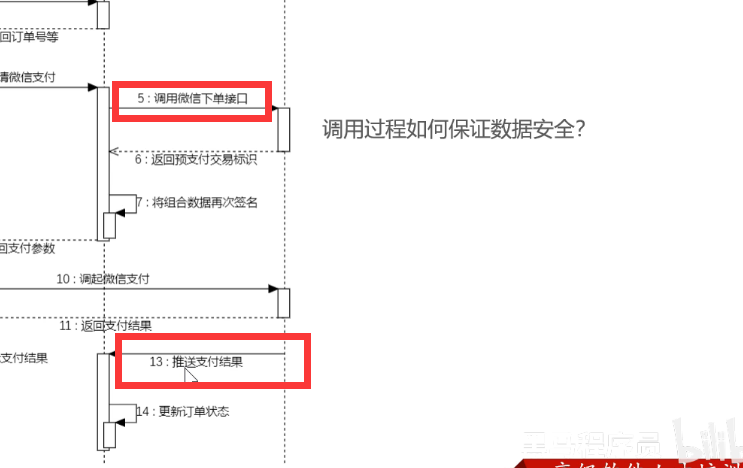 回订单号等
请微信支付
5 : 调用微信下单接口
调用过程如何保证数据安全？
6 : 返回预支付交易标识
7 : 将组合数据再次签名
回支付参数
10 : 调起微信支付
11 : 返回支付结果
13 : 推送支付结果
支付结果
14 : 更新订单状态
bilibili